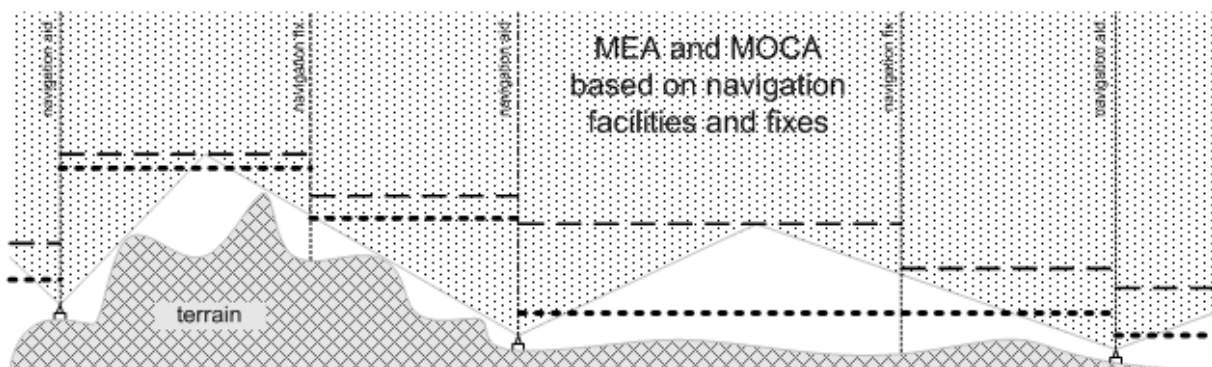 navigation aid
navigation fix
navigation aid
MEA and MOCA
based on navigation
facilities and fixes
navigation fix
navigation aid
terrain